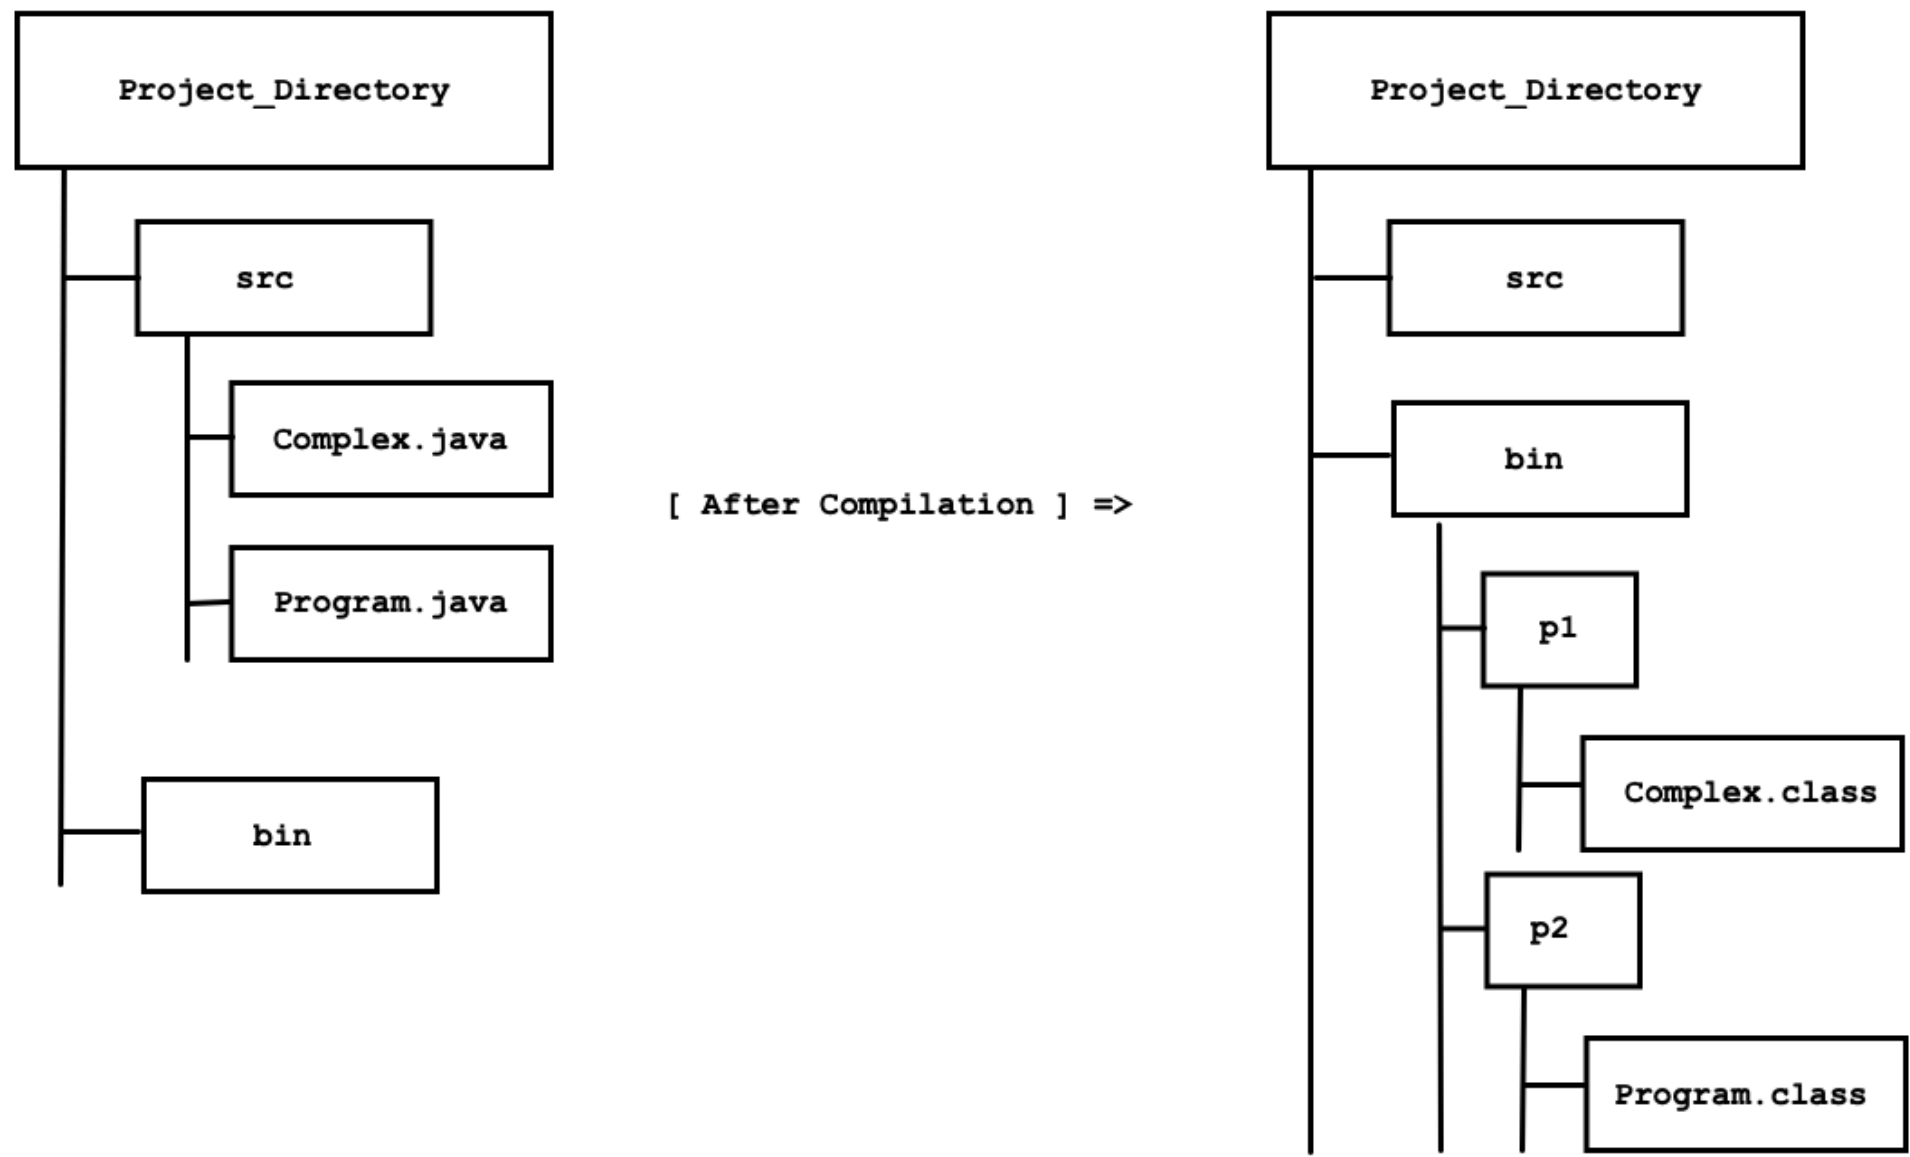 Project_Directory
src
Complex.java
Program.java
bin
[ After Compilation ] =>
Project_Directory
src
bin
p1
Complex.class
p2
Program.class